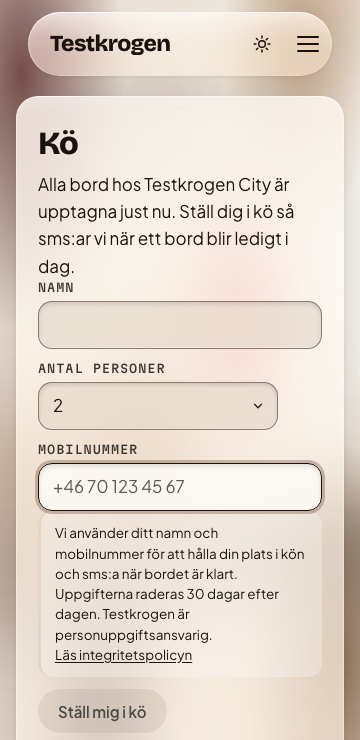 Testkrogen
Kö
Alla bord hos Testkrogen City är
upptagna just nu. Ställ dig i kö så
sms:ar vi när ett bord blir ledigt i
dag.
NAMN
ANTAL PERSONER
2
MOBILNUMMER
+46 70 123 45 67
Vi använder ditt namn och
mobilnummer för att hålla din plats i kön
och sms:a när bordet är klart.
Uppgifterna raderas 30 dagar efter
dagen. Testkrogen är
personuppgiftsansvarig.
Läs integritetspolicyn
Ställ mig i kö